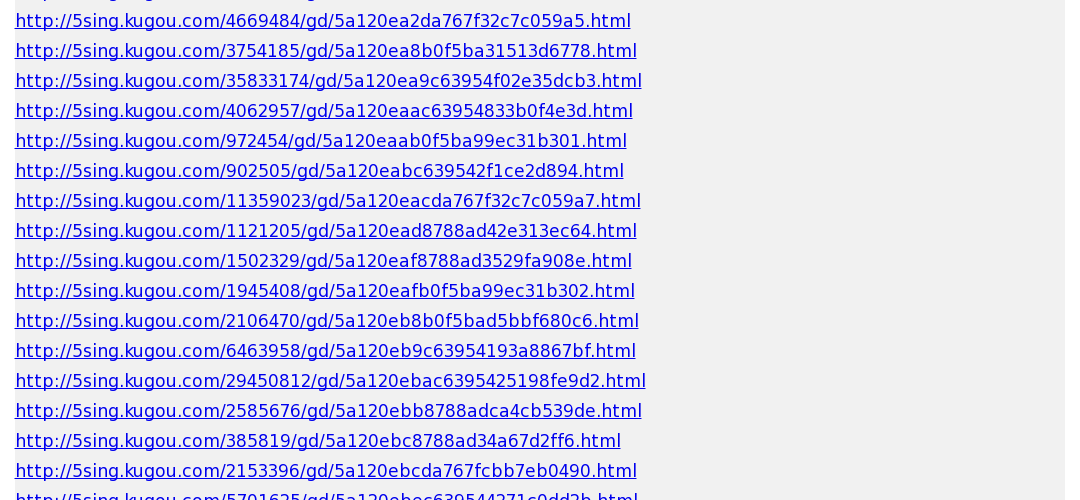 http://5sing.kugou.com/4669484/gd/5a120ea2da767f32c7c059a5.html
http://5sing.kugou.com/3754185/gd/5a120ea8b0f5ba31513d6778.html
http://5sing.kugou.com/35833174/gd/5a120ea9c63954f02e35dcb3.html
http://5sing.kugou.com/4062957/gd/5a120eaac63954833b0f4e3d.html
http://5sing.kugou.com/972454/gd/5a120eaab0f5ba99ec31b301.html
http://5sing.kugou.com/902505/gd/5a120eabc639542f1ce2d894.html
http://5sing.kugou.com/11359023/gd/5a120eacda767f32c7c059a7.html
http://5sing.kugou.com/1121205/gd/5a120ead8788ad42e313ec64.html
http://5sing.kugou.com/1502329/gd/5a120eaf8788ad3529fa908e.html
http://5sing.kugou.com/1945408/gd/5a120eafb0f5ba99ec31b302.html
http://5sing.kugou.com/2106470/gd/5a120eb8b0f5bad5bbf680c6.html
http://5sing.kugou.com/6463958/gd/5a120eb9c63954193a8867bf.html
http://5sing.kugou.com/29450812/gd/5a120ebac6395425198fe9d2.html
http://5sing.kugou.com/2585676/gd/5a120ebb8788adca4cb539de.html
http://5sing.kugou.com/385819/gd/5a120ebc8788ad34a67d2ff6.html
http://5sing.kugou.com/2153396/gd/5a120ebcda767fcbb7eb0490.html